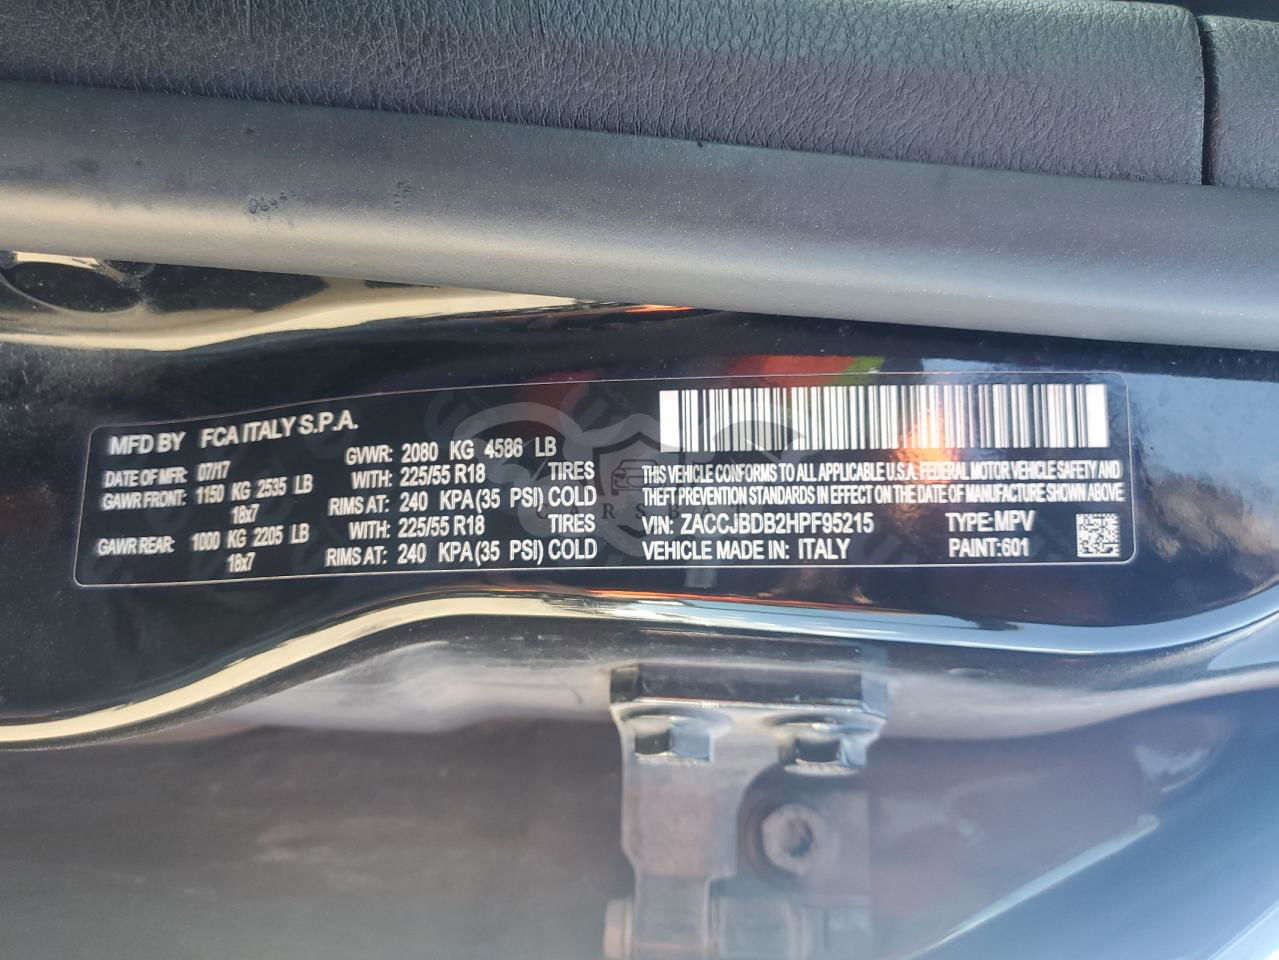 MFD BY FCA ITALY S.P.A.
DATE OF MFR: 07/17 GVWR: 2080 KG 4586 LB
GAWR FRONT: 1150 KG 2535 LB WITH: 225/55 R18 TIRES
18x7 RIMS AT: 240 KPA(35 PSI) COLD
GAWR REAR: 1000 KG 2205 LB WITH: 225/55 R18 TIRES
18x7 RIMS AT: 240 KPA(35 PSI) COLD
THIS VEHICLE CONFORMS TO ALL APPLICABLE U.S.A. FEDERAL MOTOR VEHICLE SAFETY AND
THEFT PREVENTION STANDARDS IN EFFECT ON THE DATE OF MANUFACTURE SHOWN ABOVE
VIN: ZACCJBDB2HPF95215 TYPE:MPV
VEHICLE MADE IN: ITALY PAINT:601